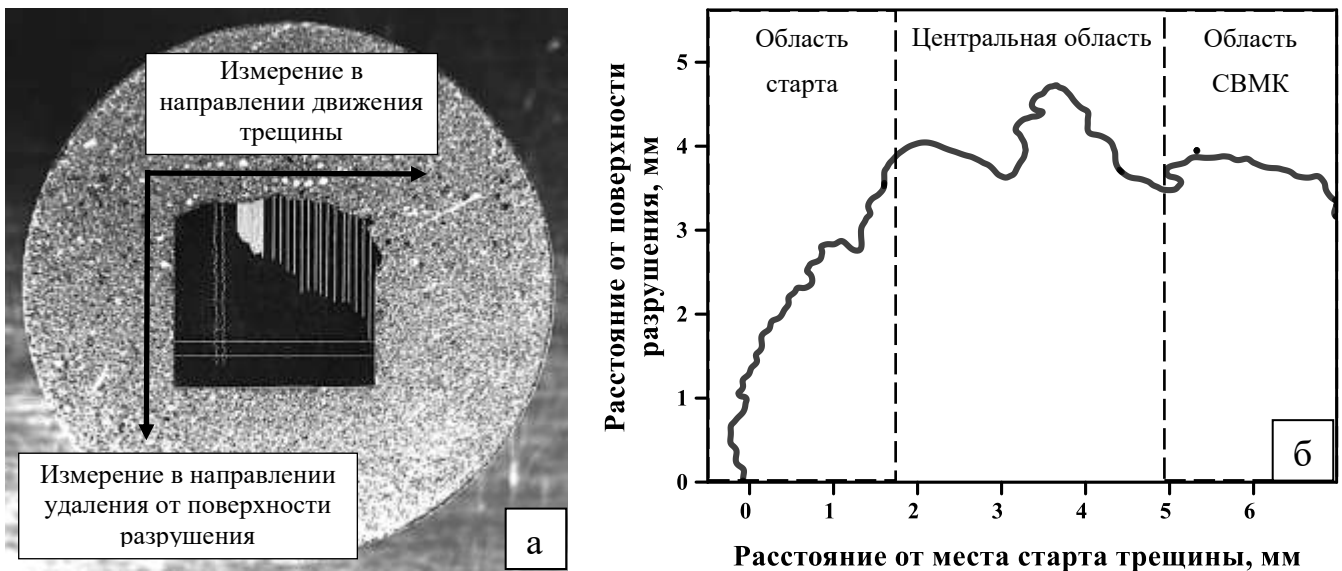 Измерение в
направлении движения
трещины
Измерение в направлении
удаления от поверхности
разрушения
а
Область
старта
Центральная область
Область
СВМК
Расстояние от поверхности
разрушения, мм
5
4
3
2
1
0
0 1 2 3 4 5 6
б
Расстояние от места старта трещины, мм